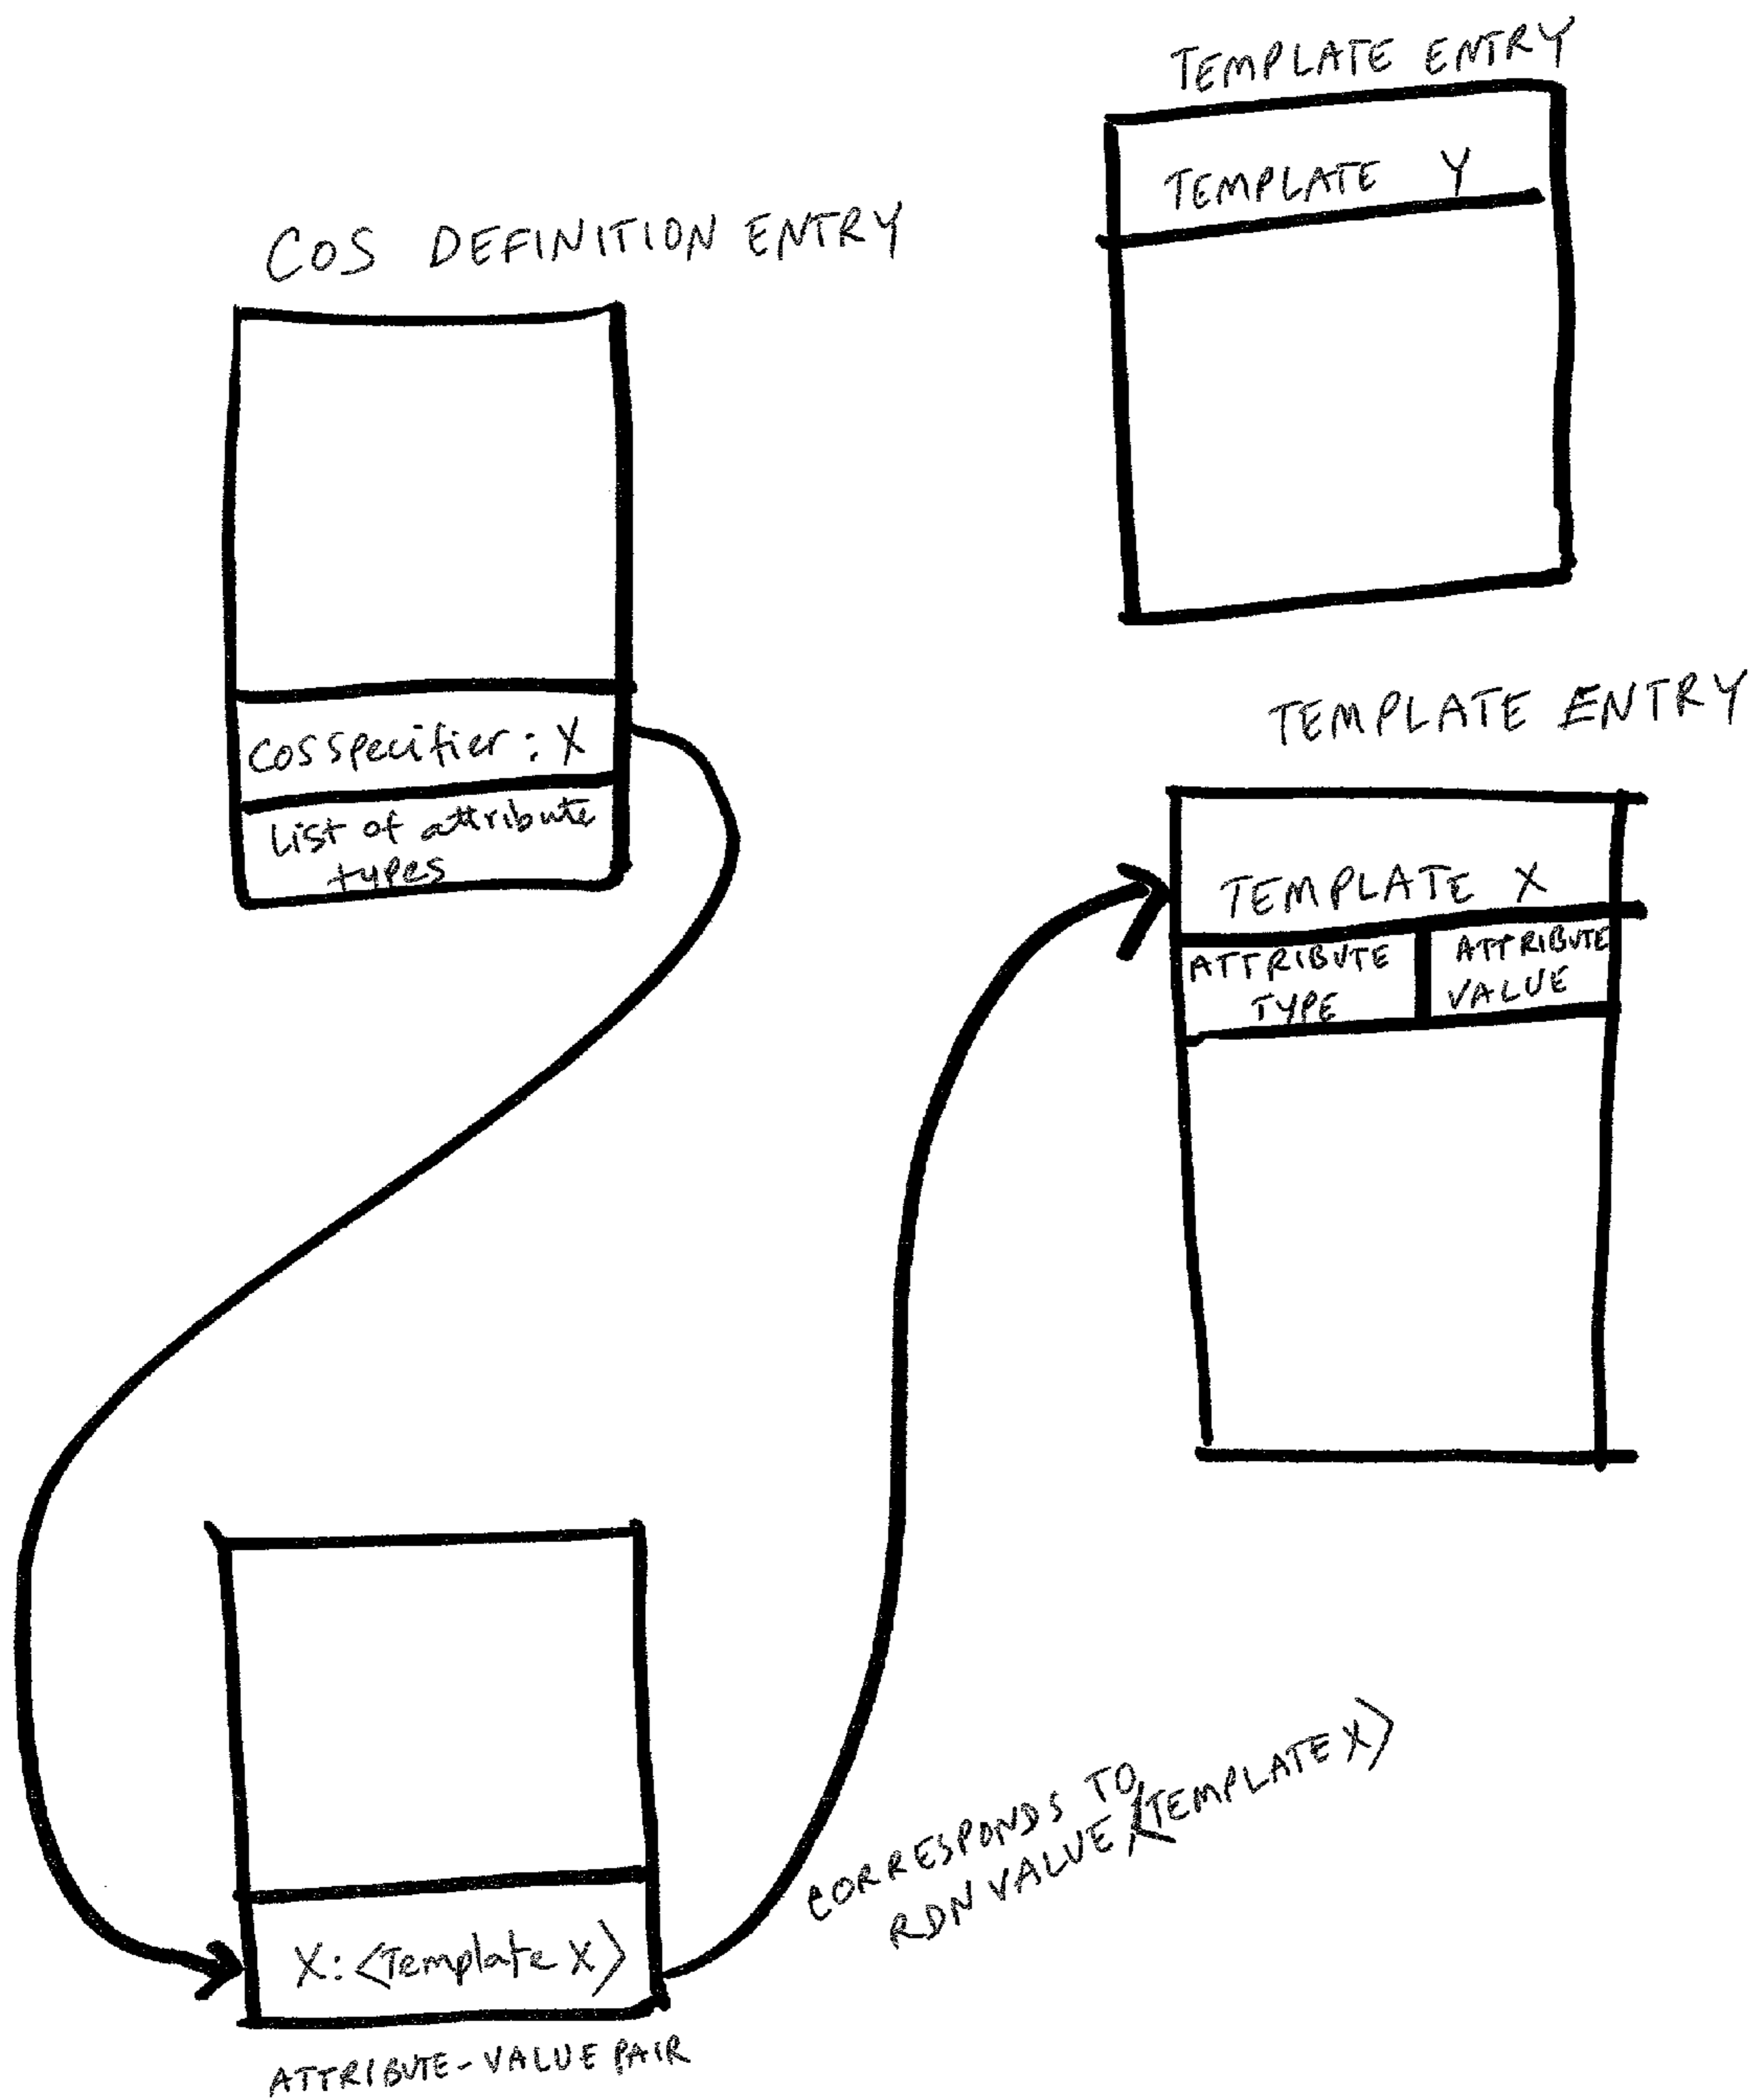 TEMPLATE ENTRY
TEMPLATE Y
COS DEFINITION ENTRY
COSSpecifier: X
List of attribute
types
TEMPLATE ENTRY
TEMPLATE X
ATTRIBUTE
TYPE
ATTRIBUTE
VALUE
X: <Template X>
ATTRIBUTE-VALUE PAIR
CORRESPONDS TO
RDN VALUE <TEMPLATE X>